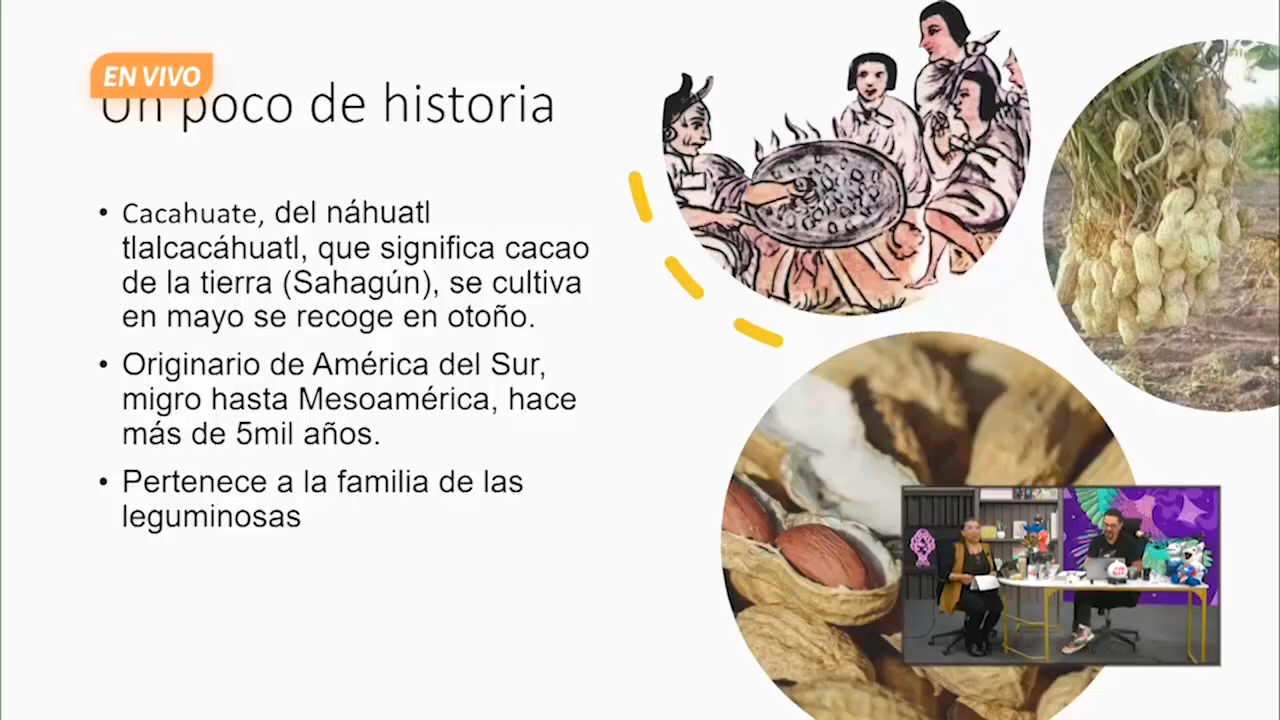 EN VIVO
Un poco de historia
• Cacahuate, del náhuatl
tlalcacáhuatl, que significa cacao
de la tierra (Sahagún), se cultiva
en mayo se recoge en otoño.
• Originario de América del Sur,
migro hasta Mesoamérica, hace
más de 5mil años.
• Pertenece a la familia de las
leguminosas